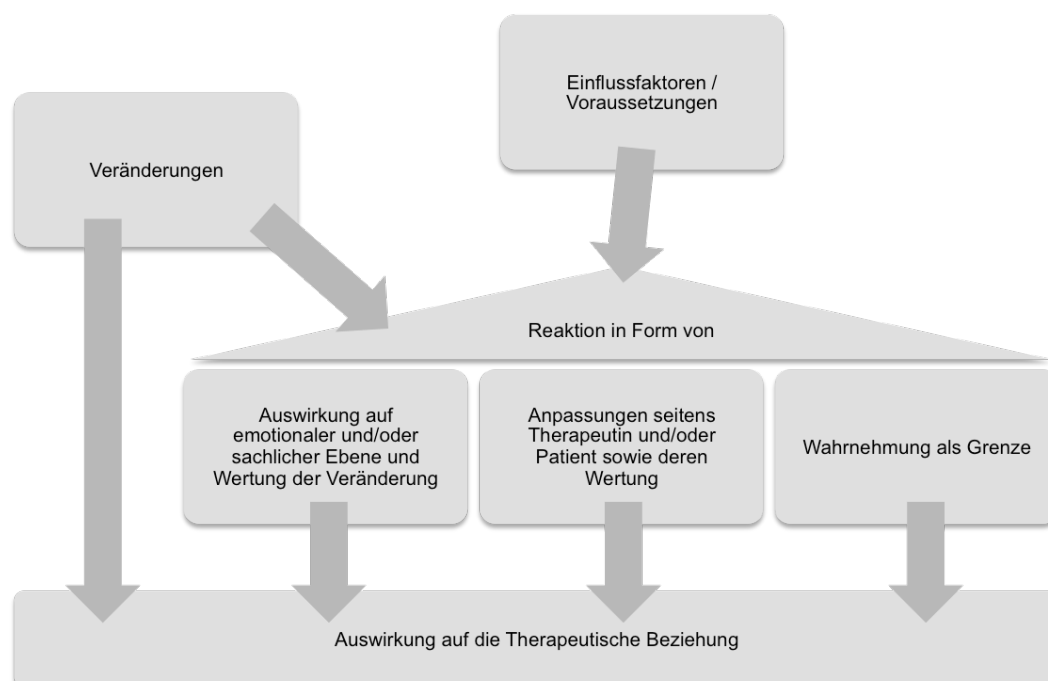 Einflussfaktoren /
Voraussetzungen
Veränderungen
Reaktion in Form von
Auswirkung auf
emotionaler und/oder
sachlicher Ebene und
Wertung der Veränderung
Anpassungen seitens
Therapeutin und/oder
Patient sowie deren
Wertung
Wahrnehmung als Grenze
Auswirkung auf die Therapeutische Beziehung